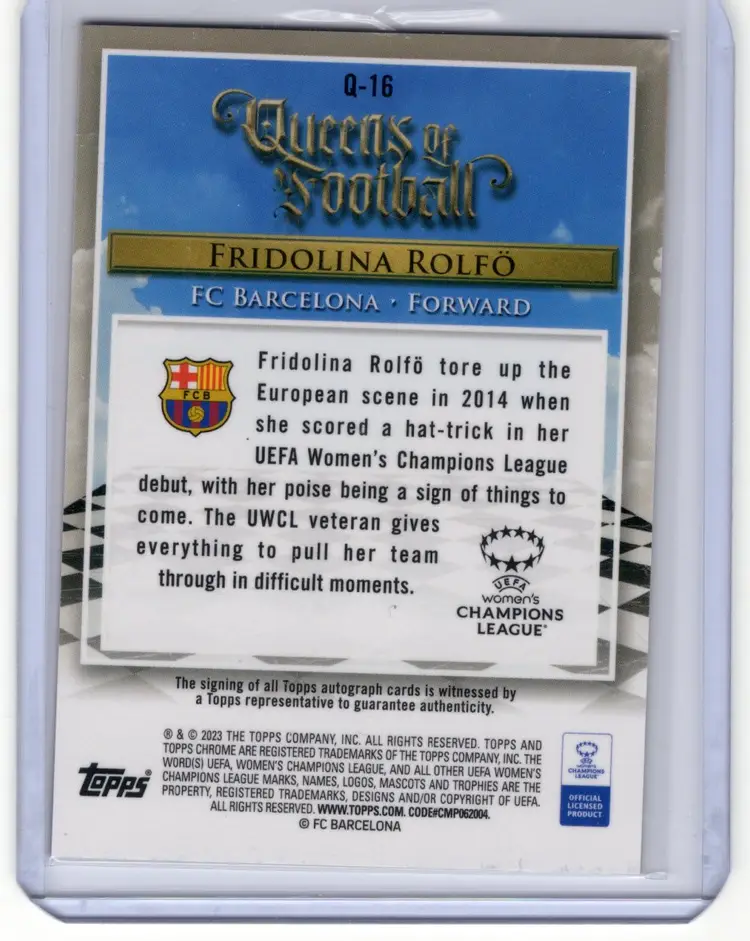 Q-16
Queens of
Football
FRIDOLINA ROLFÖ
FC BARCELONA · FORWARD
FCB
Fridolina Rolfö tore up the
European scene in 2014 when
she scored a hat-trick in her
UEFA Women's Champions League
debut, with her poise being a sign of things to
come. The UWCL veteran gives
everything to pull her team
through in difficult moments.
UEFA
women's
CHAMPIONS
LEAGUE®
The signing of all Topps autograph cards is witnessed by
a Topps representative to guarantee authenticity.
topps®
® & © 2023 THE TOPPS COMPANY, INC. ALL RIGHTS RESERVED. TOPPS AND
TOPPS CHROME ARE REGISTERED TRADEMARKS OF THE TOPPS COMPANY, INC. THE
WORD(S) UEFA, WOMEN'S CHAMPIONS LEAGUE, AND ALL OTHER UEFA WOMEN'S
CHAMPIONS LEAGUE MARKS, NAMES, LOGOS, MASCOTS AND TROPHIES ARE THE
PROPERTY, REGISTERED TRADEMARKS, DESIGNS AND/OR COPYRIGHT OF UEFA.
ALL RIGHTS RESERVED. WWW.TOPPS.COM. CODE#CMP062004.
© FC BARCELONA
women's
CHAMPIONS
LEAGUE
OFFICIAL
LICENSED
PRODUCT